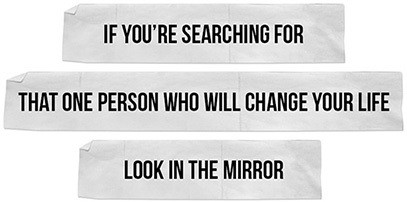 IF YOU'RE SEARCHING FOR
THAT ONE PERSON WHO WILL CHANGE YOUR LIFE
LOOK IN THE MIRROR